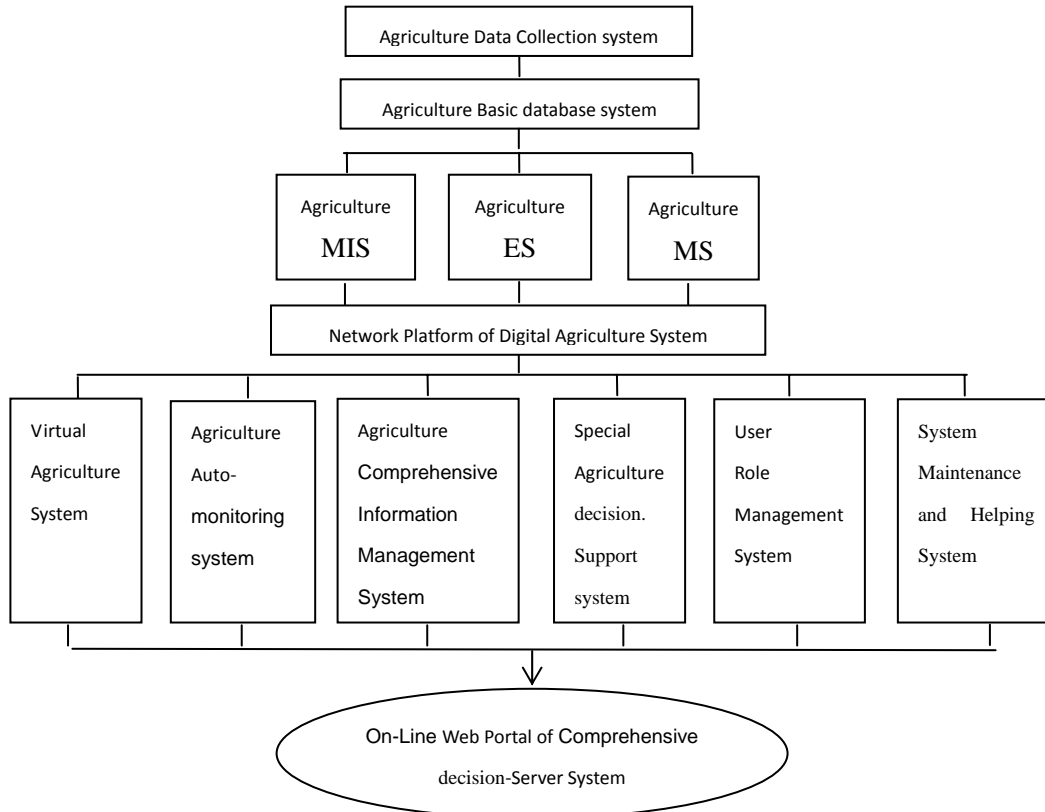 Agriculture Data Collection system
Agriculture Basic database system
Agriculture
MIS
Agriculture
ES
Agriculture
MS
Network Platform of Digital Agriculture System
Virtual
Agriculture
System
Agriculture
Auto-
monitoring
system
Agriculture
Comprehensive
Information
Management
System
Special
Agriculture
decision.
Support
system
User
Role
Management
System
System
Maintenance
and Helping
System
On-Line Web Portal of Comprehensive
decision-Server System